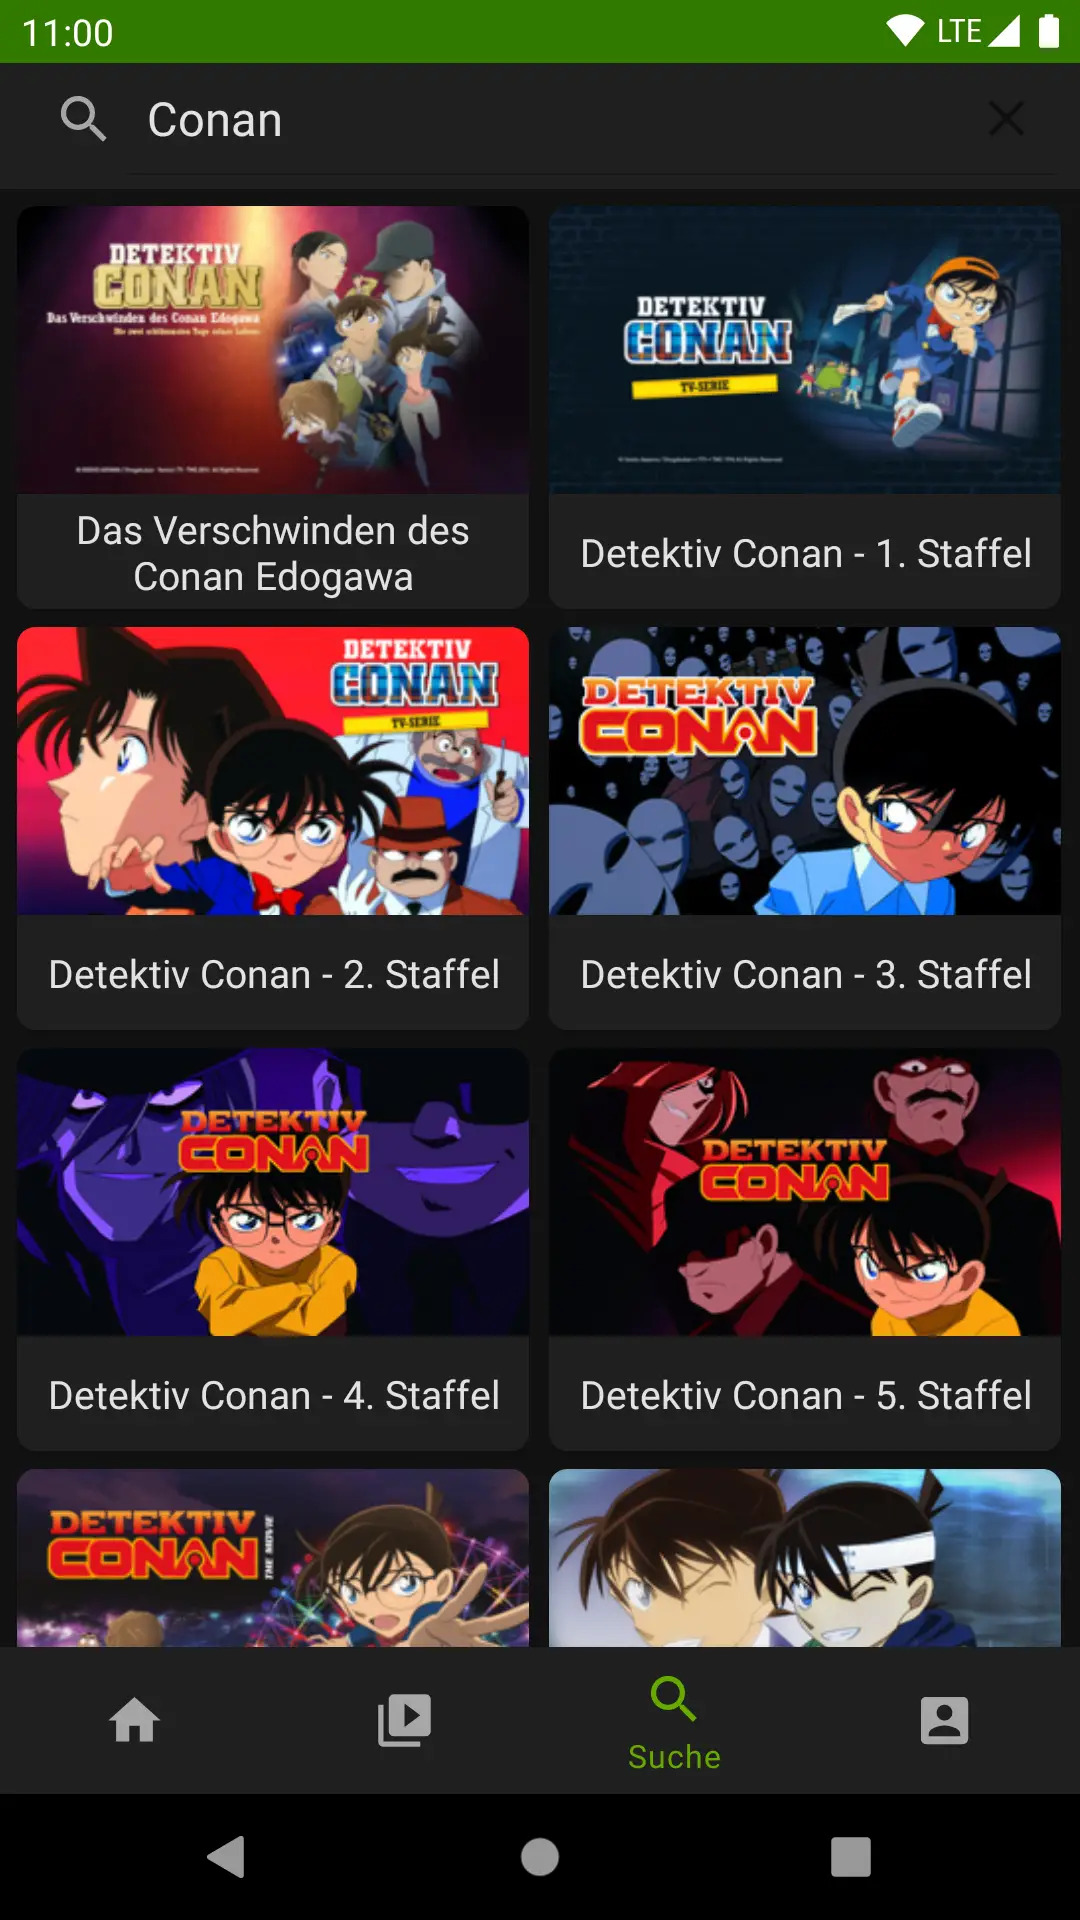 11:00
LTE
Conan
DETEKTIV
CONAN
Das Verschwinden des Conan Edogawa
Die zwei schlimmsten Tage seines Lebens
Das Verschwinden des
Conan Edogawa
DETEKTIV
CONAN
TV-SERIE
Detektiv Conan - 1. Staffel
DETEKTIV
CONAN
TV-SERIE
Detektiv Conan - 2. Staffel
DETEKTIV
CONAN
Detektiv Conan - 3. Staffel
DETEKTIV
CONAN
Detektiv Conan - 4. Staffel
DETEKTIV
CONAN
Detektiv Conan - 5. Staffel
DETEKTIV
CONAN
THE MOVIE
Suche